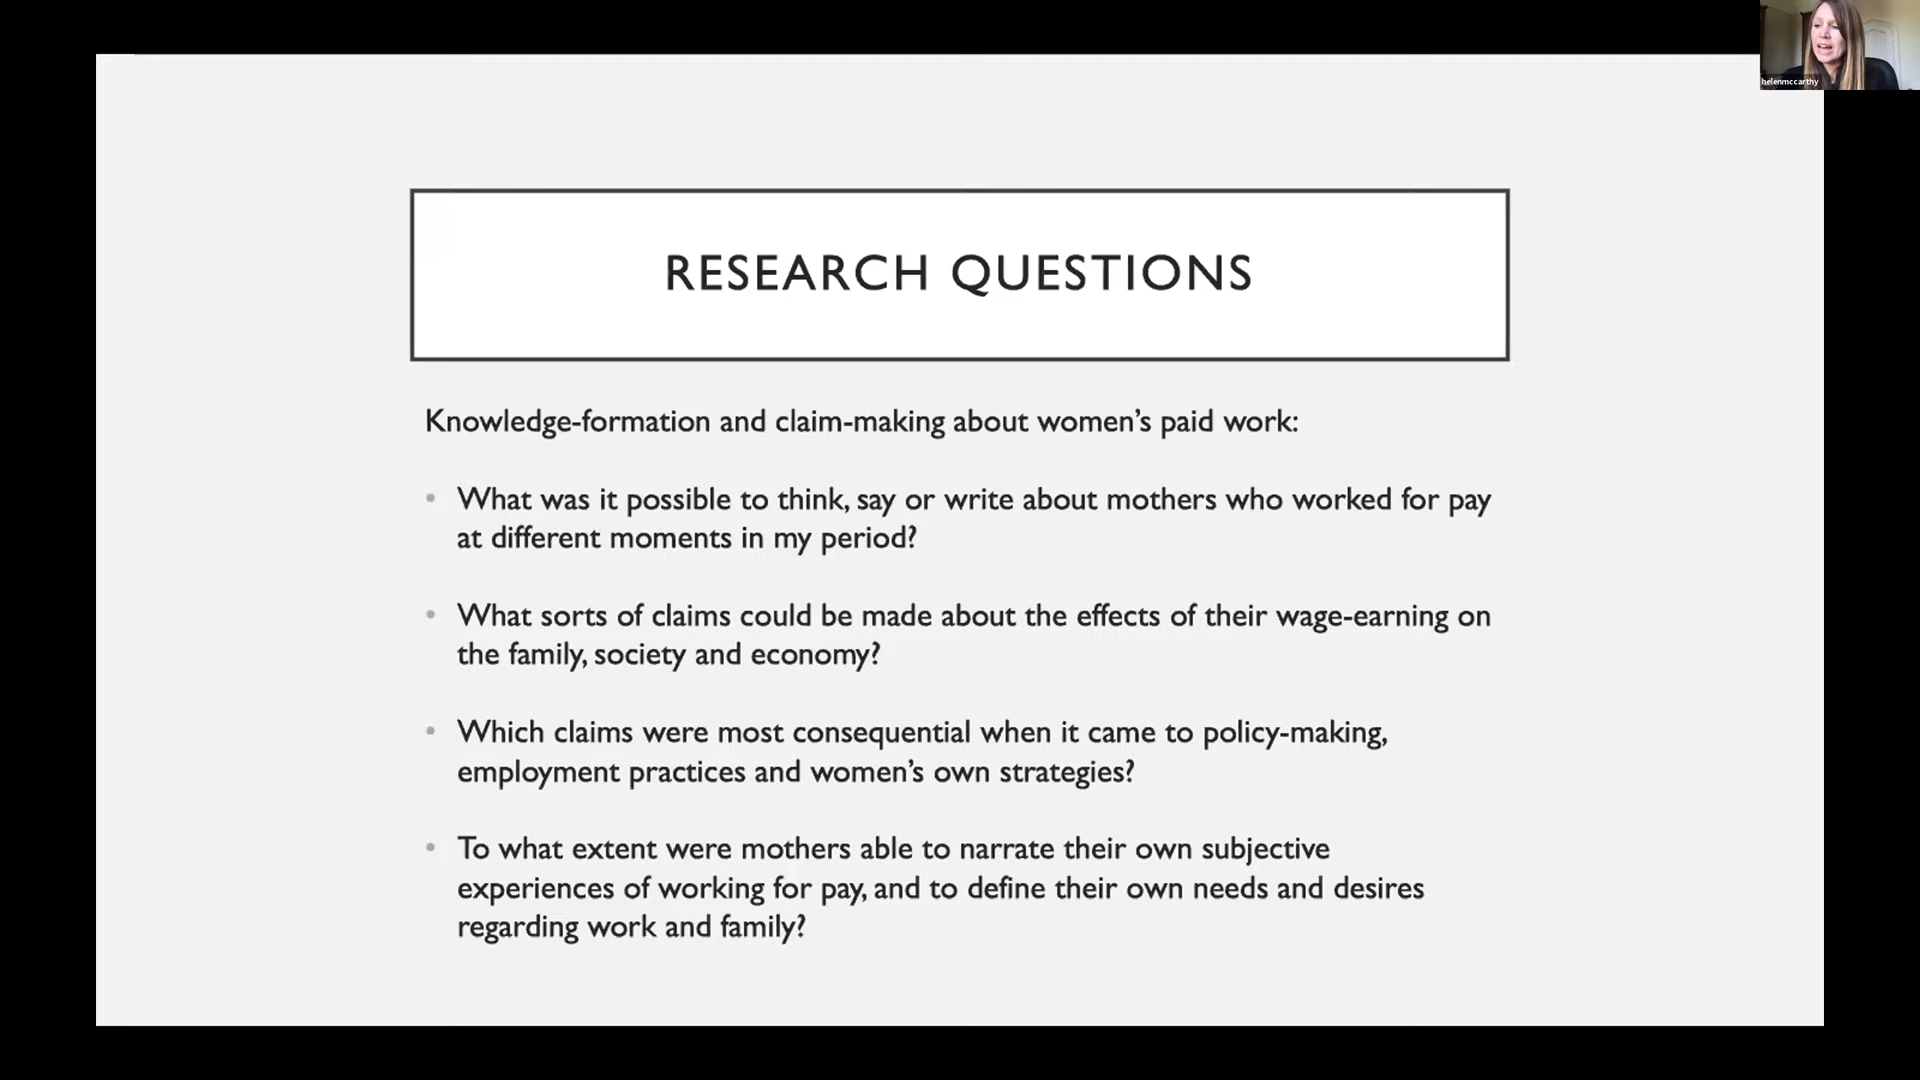 helenmccarthy
RESEARCH QUESTIONS
Knowledge-formation and claim-making about women’s paid work:
• What was it possible to think, say or write about mothers who worked for pay
at different moments in my period?
• What sorts of claims could be made about the effects of their wage-earning on
the family, society and economy?
• Which claims were most consequential when it came to policy-making,
employment practices and women’s own strategies?
• To what extent were mothers able to narrate their own subjective
experiences of working for pay, and to define their own needs and desires
regarding work and family?